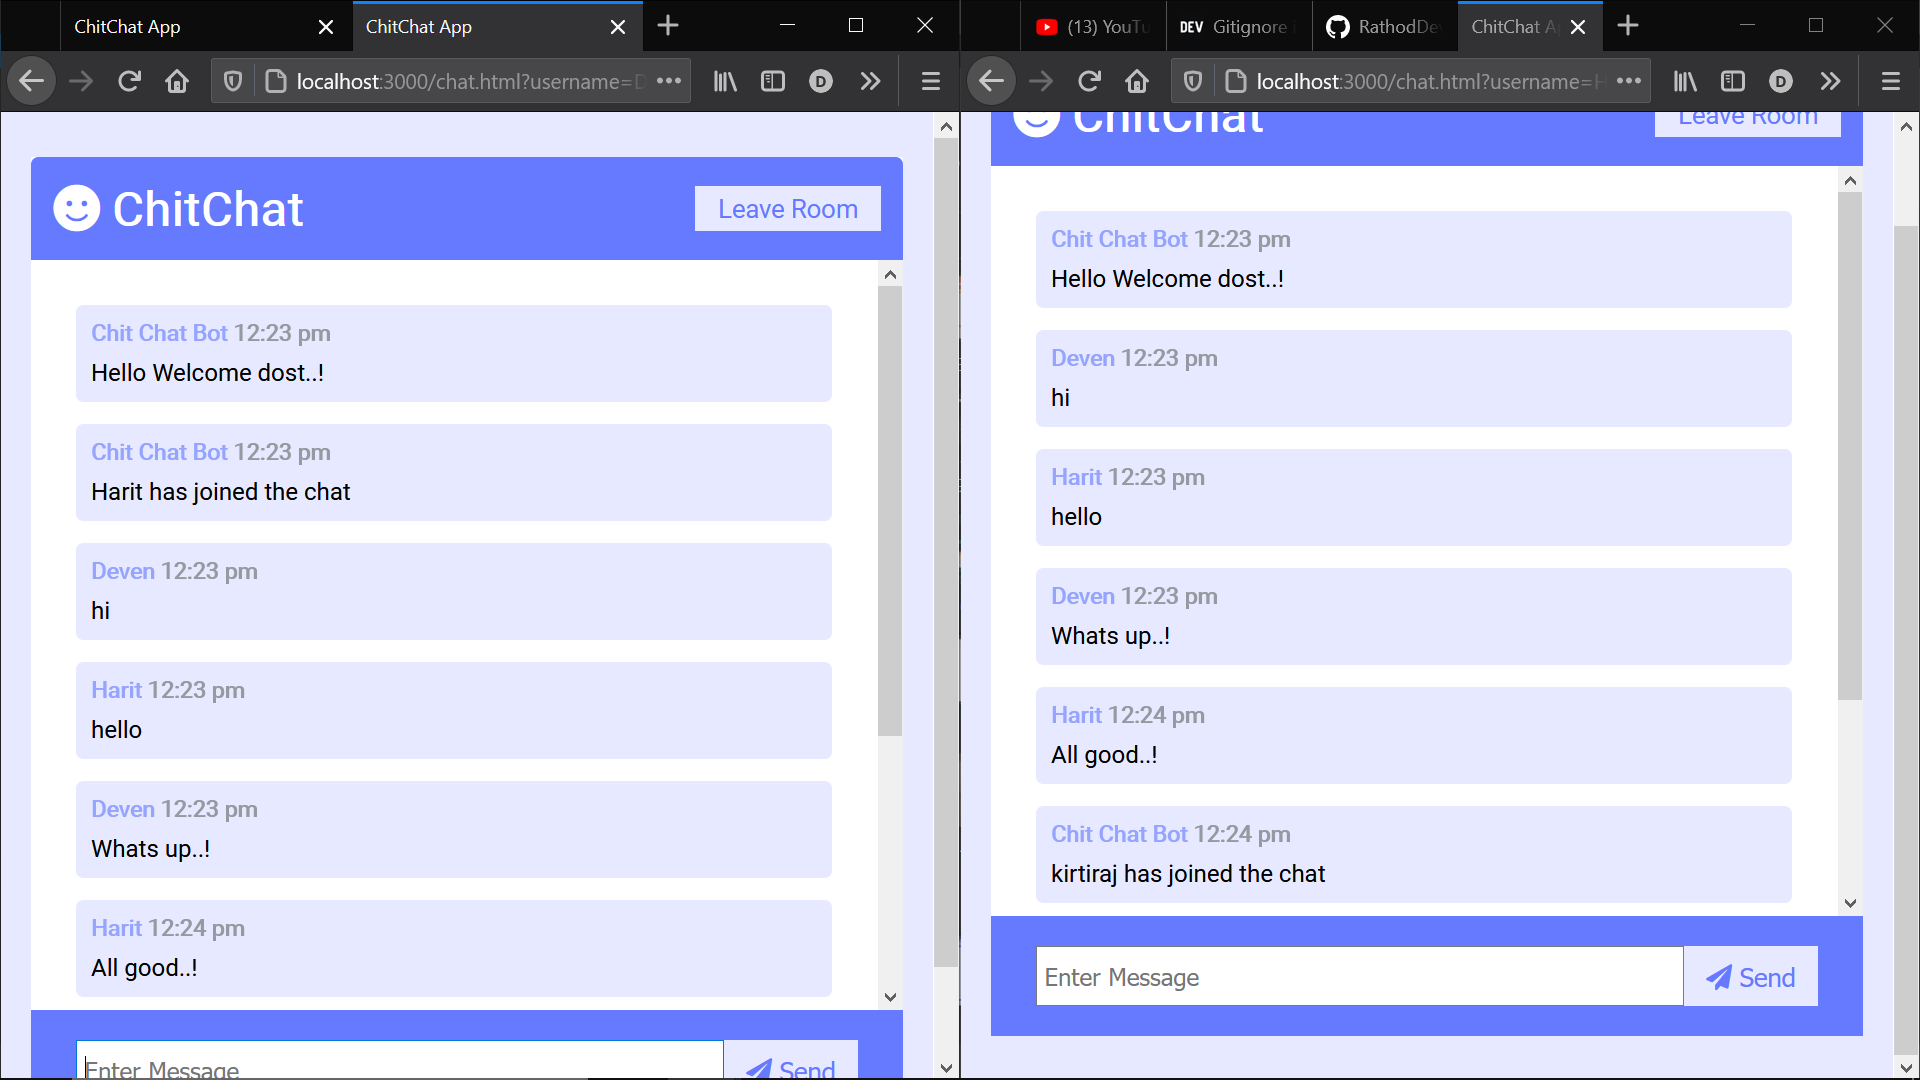 ChitChat App
ChitChat App
localhost:3000/chat.html?username=D
ChitChat
Leave Room
Chit Chat Bot 12:23 pm
Hello Welcome dost..!
Chit Chat Bot 12:23 pm
Harit has joined the chat
Deven 12:23 pm
hi
Harit 12:23 pm
hello
Deven 12:23 pm
Whats up..!
Harit 12:24 pm
All good..!
Enter Message
Send
(13) YouTu
DEV Gitignore
RathodDe
ChitChat A
localhost:3000/chat.html?username=H
ChitChat
Leave Room
Chit Chat Bot 12:23 pm
Hello Welcome dost..!
Deven 12:23 pm
hi
Harit 12:23 pm
hello
Deven 12:23 pm
Whats up..!
Harit 12:24 pm
All good..!
Chit Chat Bot 12:24 pm
kirtiraj has joined the chat
Enter Message
Send